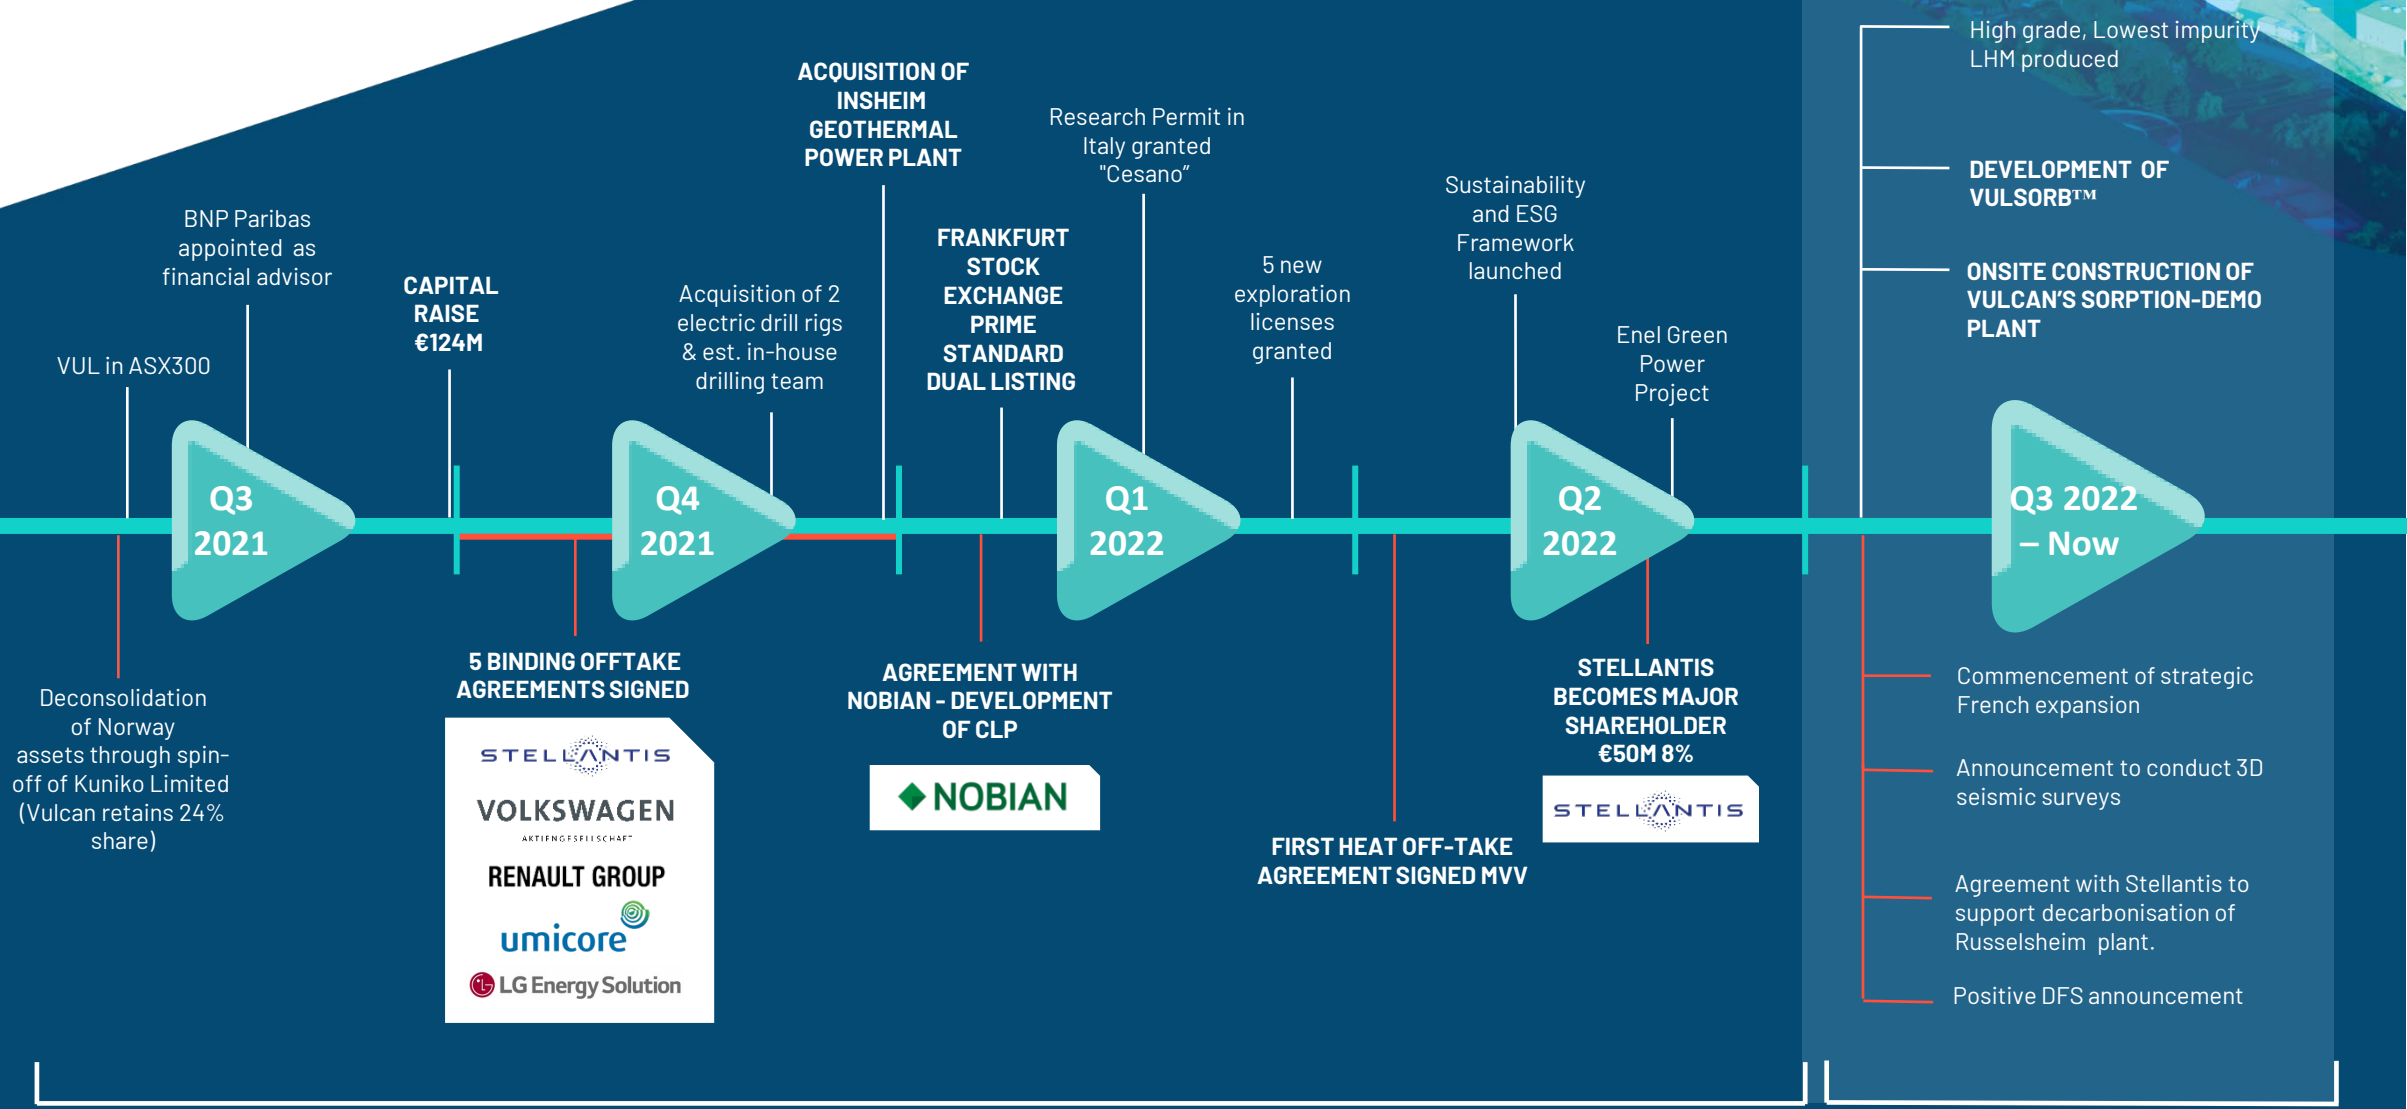 VUL in ASX300
BNP Paribas
appointed as
financial advisor
CAPITAL
RAISE
€124M
Acquisition of 2
electric drill rigs
& est. in-house
drilling team
ACQUISITION OF
INSHEIM
GEOTHERMAL
POWER PLANT
FRANKFURT
STOCK
EXCHANGE
PRIME
STANDARD
DUAL LISTING
Research Permit in
Italy granted
"Cesano”
5 new
exploration
licenses
granted
Sustainability
and ESG
Framework
launched
Enel Green
Power
Project
High grade, Lowest impurity
LHM produced
DEVELOPMENT OF
VULSORB™
ONSITE CONSTRUCTION OF
VULCAN’S SORPTION-DEMO
PLANT
Q3
2021
Q4
2021
Q1
2022
Q2
2022
Q3 2022
– Now
Deconsolidation
of Norway
assets through spin-
off of Kuniko Limited
(Vulcan retains 24%
share)
5 BINDING OFFTAKE
AGREEMENTS SIGNED
STELLANTIS
VOLKSWAGEN
AKTIENGESELLSCHAFT
RENAULT GROUP
umicore
LG Energy Solution
AGREEMENT WITH
NOBIAN - DEVELOPMENT
OF CLP
NOBIAN
FIRST HEAT OFF-TAKE
AGREEMENT SIGNED MVV
STELLANTIS
BECOMES MAJOR
SHAREHOLDER
€50M 8%
STELLANTIS
Commencement of strategic
French expansion
Announcement to conduct 3D
seismic surveys
Agreement with Stellantis to
support decarbonisation of
Russelsheim plant.
Positive DFS announcement